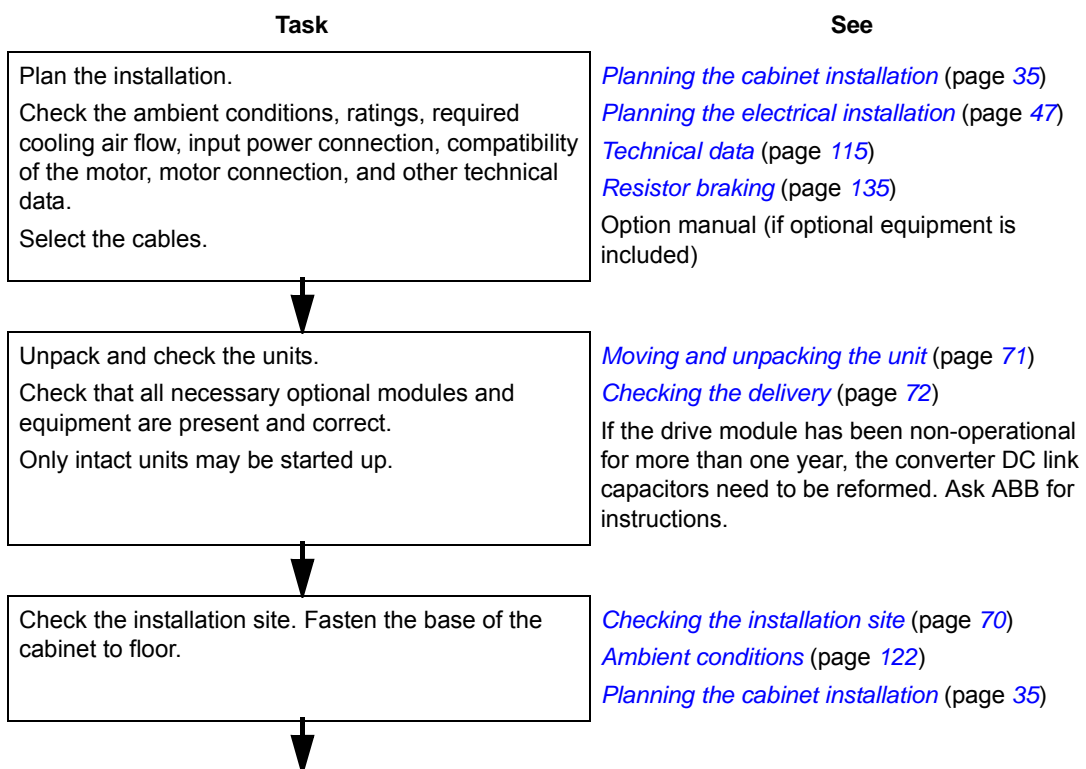 Task
See
Plan the installation.
Check the ambient conditions, ratings, required
cooling air flow, input power connection, compatibility
of the motor, motor connection, and other technical
data.
Select the cables.
Planning the cabinet installation (page 35)
Planning the electrical installation (page 47)
Technical data (page 115)
Resistor braking (page 135)
Option manual (if optional equipment is
included)
Unpack and check the units.
Check that all necessary optional modules and
equipment are present and correct.
Only intact units may be started up.
Moving and unpacking the unit (page 71)
Checking the delivery (page 72)
If the drive module has been non-operational
for more than one year, the converter DC link
capacitors need to be reformed. Ask ABB for
instructions.
Check the installation site. Fasten the base of the
cabinet to floor.
Checking the installation site (page 70)
Ambient conditions (page 122)
Planning the cabinet installation (page 35)